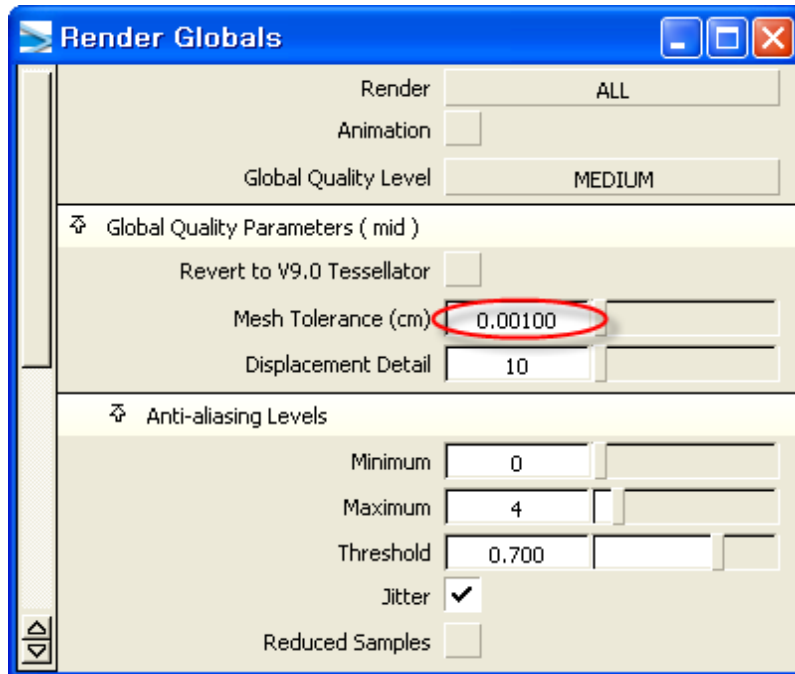 Render Globals
Render ALL
Animation
Global Quality Level MEDIUM
Global Quality Parameters ( mid )
Revert to V9.0 Tessellator
Mesh Tolerance (cm) 0.00100
Displacement Detail 10
Anti-aliasing Levels
Minimum 0
Maximum 4
Threshold 0.700
Jitter
Reduced Samples